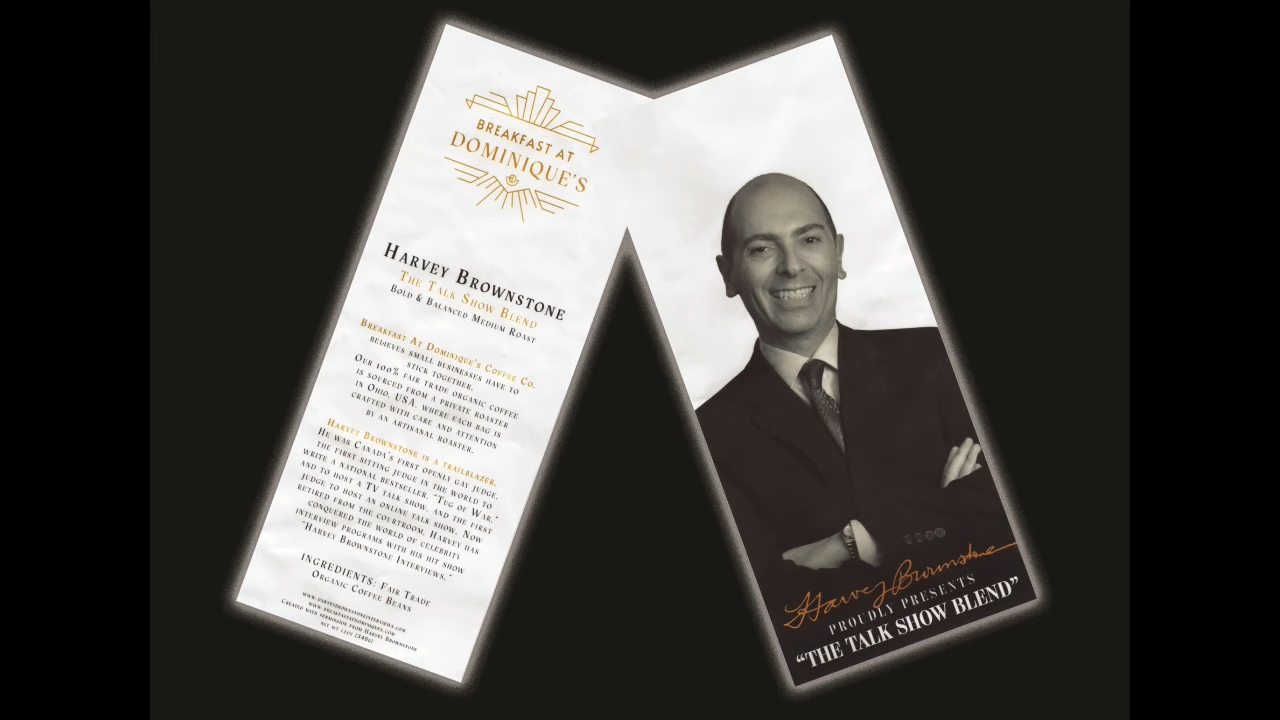 BREAKFAST AT
DOMINIQUE'S
HARVEY BROWNSTONE
THE TALK SHOW BLEND
BOLD & BALANCED MEDIUM ROAST
BREAKFAST AT DOMINIQUE'S COFFEE CO.
BELIEVES SMALL BUSINESSES HAVE TO
STICK TOGETHER.
OUR 100% FAIR TRADE ORGANIC COFFEE
IS SOURCED FROM A PRIVATE ROASTER
IN OHIO, USA, WHERE EACH BAG IS
CRAFTED WITH CARE AND ATTENTION
BY AN ARTISANAL ROASTER.
HARVEY BROWNSTONE IS A TRAILBLAZER.
HE WAS CANADA'S FIRST OPENLY GAY JUDGE,
THE FIRST SITTING JUDGE IN THE WORLD TO
WRITE A NATIONAL BESTSELLER, "TUG OF WAR,"
AND TO HOST A TV TALK SHOW, AND THE FIRST
JUDGE TO HOST AN ONLINE TALK SHOW. NOW
RETIRED FROM THE COURTROOM, HARVEY HAS
CONQUERED THE WORLD OF CELEBRITY
INTERVIEW PROGRAMS WITH HIS HIT SHOW
"HARVEY BROWNSTONE INTERVIEWS."
INGREDIENTS: FAIR TRADE
ORGANIC COFFEE BEANS
WWW.HARVEYBROWNSTONEINTERVIEWS.COM
WWW.BREAKFASTATDOMINIQUES.COM
CREATED WITH PERMISSION FROM HARVEY BROWNSTONE
NET WT 12OZ (340G)
Harvey Brownstone
PROUDLY PRESENTS
“THE TALK SHOW BLEND”